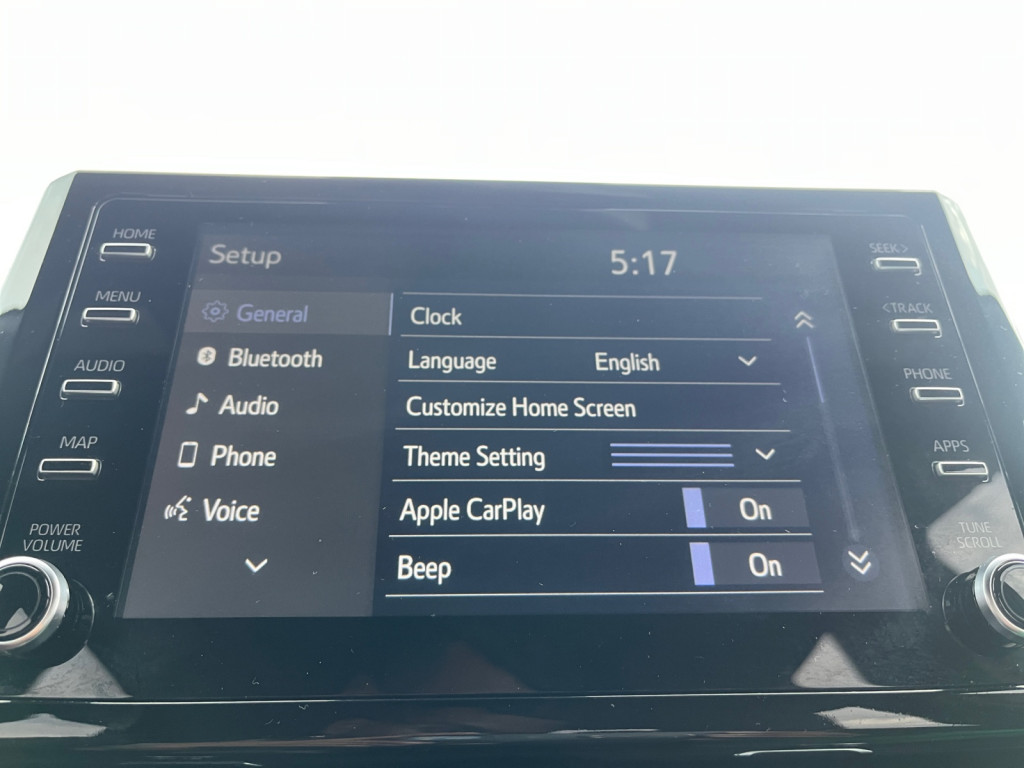 HOME
MENU
AUDIO
MAP
POWER
VOLUME
Setup
5:17
General
Bluetooth
Audio
Phone
Voice
Clock
Language English
Customize Home Screen
Theme Setting
Apple CarPlay On
Beep On
SEEK >
< TRACK
PHONE
APPS
TUNE
SCROLL